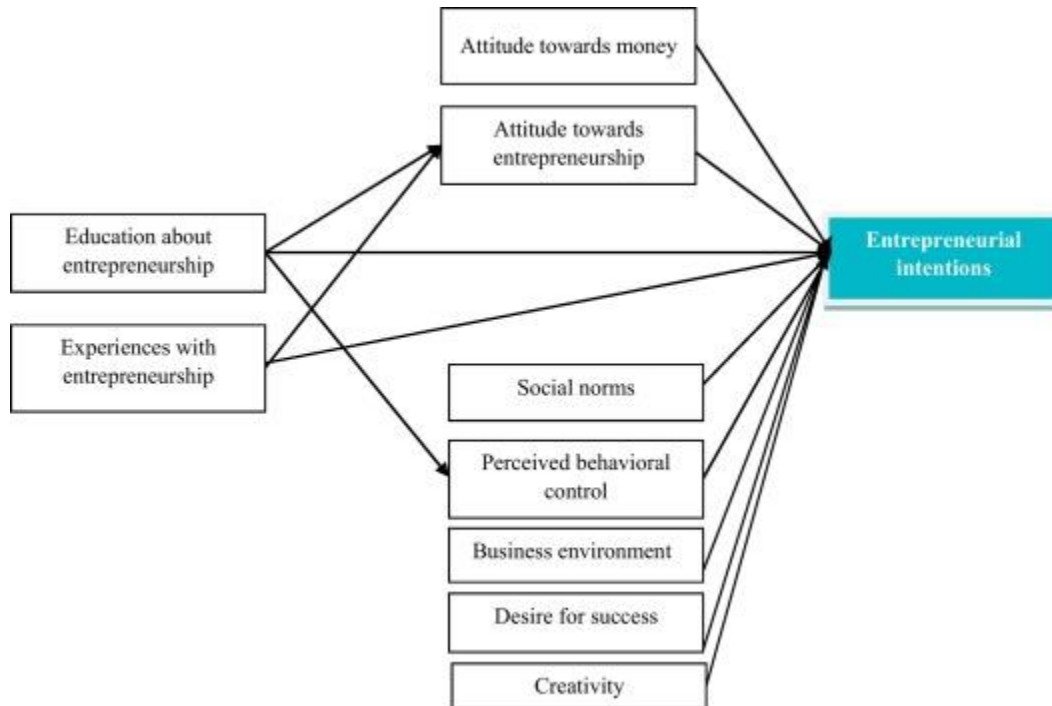 Attitude towards money
Attitude towards
entrepreneurship
Education about
entrepreneurship
Entrepreneurial
intentions
Experiences with
entrepreneurship
Social norms
Perceived behavioral
control
Business environment
Desire for success
Creativity